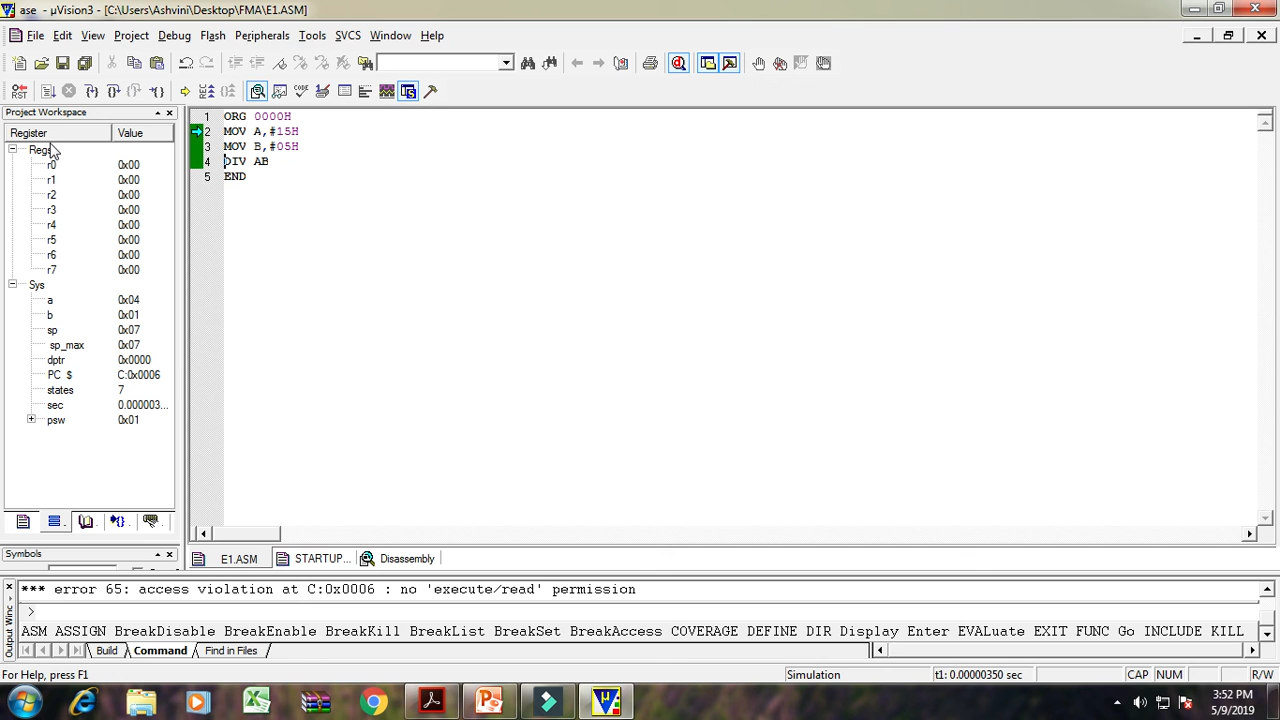 ase - µVision3 - [C:\Users\Ashvini\Desktop\FMA\E1.ASM]
File Edit View Project Debug Flash Peripherals Tools SVCS Window Help
Project Workspace
Register Value
Regs
r0 0x00
r1 0x00
r2 0x00
r3 0x00
r4 0x00
r5 0x00
r6 0x00
r7 0x00
Sys
a 0x04
b 0x01
sp 0x07
sp_max 0x07
dptr 0x0000
PC $ C:0x0006
states 7
sec 0.000003...
psw 0x01
1 ORG 0000H
2 MOV A,#15H
3 MOV B,#05H
4 DIV AB
5 END
Symbols
E1.ASM STARTUP... Disassembly
*** error 65: access violation at C:0x0006 : no 'execute/read' permission
>
ASM ASSIGN BreakDisable BreakEnable BreakKill BreakList BreakSet BreakAccess COVERAGE DEFINE DIR Display Enter EVALuate EXIT FUNC Go INCLUDE KILL
Output Winc
Build Command Find in Files
For Help, press F1 Simulation t1: 0.00000350 sec CAP NUM R/W
3:52 PM
5/9/2019